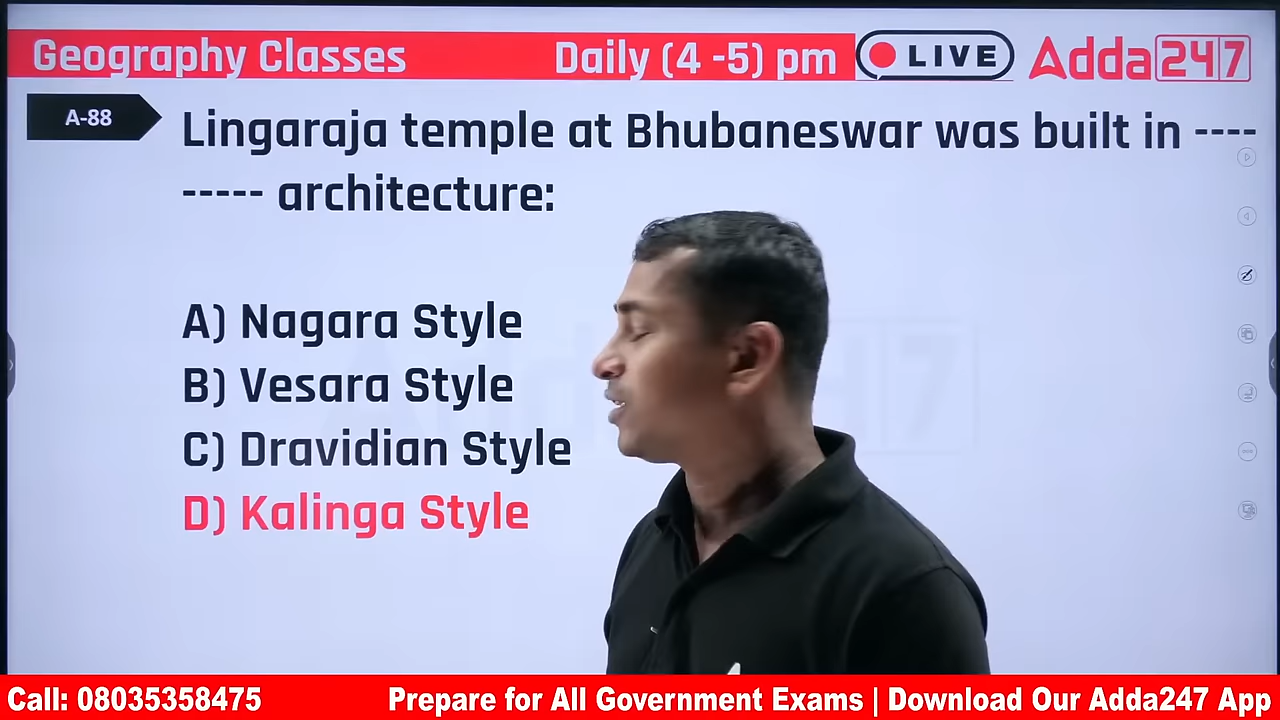 Geography Classes Daily (4 -5) pm LIVE Adda247
A-88
Lingaraja temple at Bhubaneswar was built in ----
----- architecture:
A) Nagara Style
B) Vesara Style
C) Dravidian Style
D) Kalinga Style
Call: 08035358475 Prepare for All Government Exams | Download Our Adda247 App